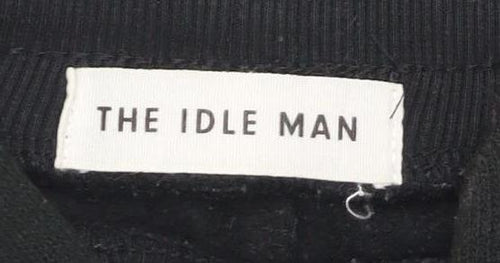 THE IDLE MAN